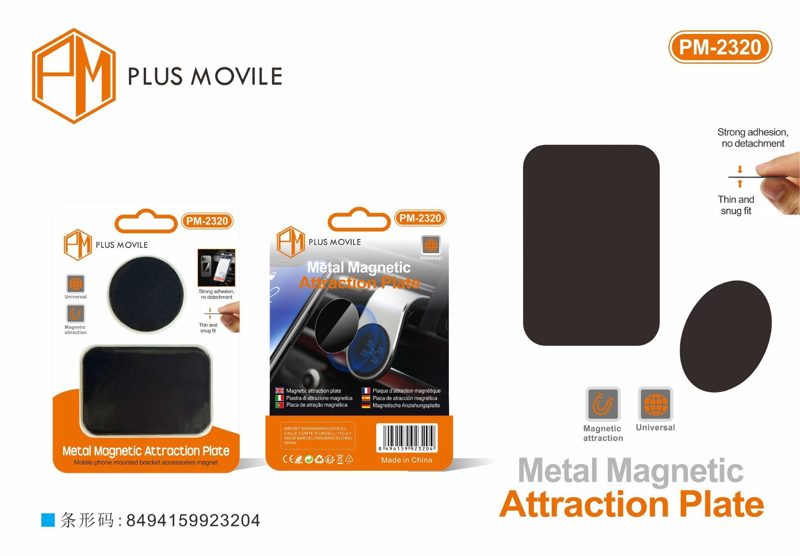 PM
PLUS MOVILE
PM-2320
Strong adhesion,
no detachment
Thin and
snug fit
PM-2320
PM
PLUS MOVILE
Universal
Magnetic
attraction
Strong adhesion,
no detachment
Thin and
snug fit
Metal Magnetic Attraction Plate
Mobile phone mounted bracket accessories magnet
PM-2320
PM
PLUS MOVILE
Universal
Metal Magnetic
Attraction Plate
Magnetic attraction plate
Piastra di attrazione magnetica
Placa de atração magnética
Plaque d'attraction magnétique
Placa de atracción magnética
Magnetische Anziehungsplatte
8 494159 923204
CE
Made in China
Magnetic
attraction
Universal
Metal Magnetic
Attraction Plate
条形码:8494159923204